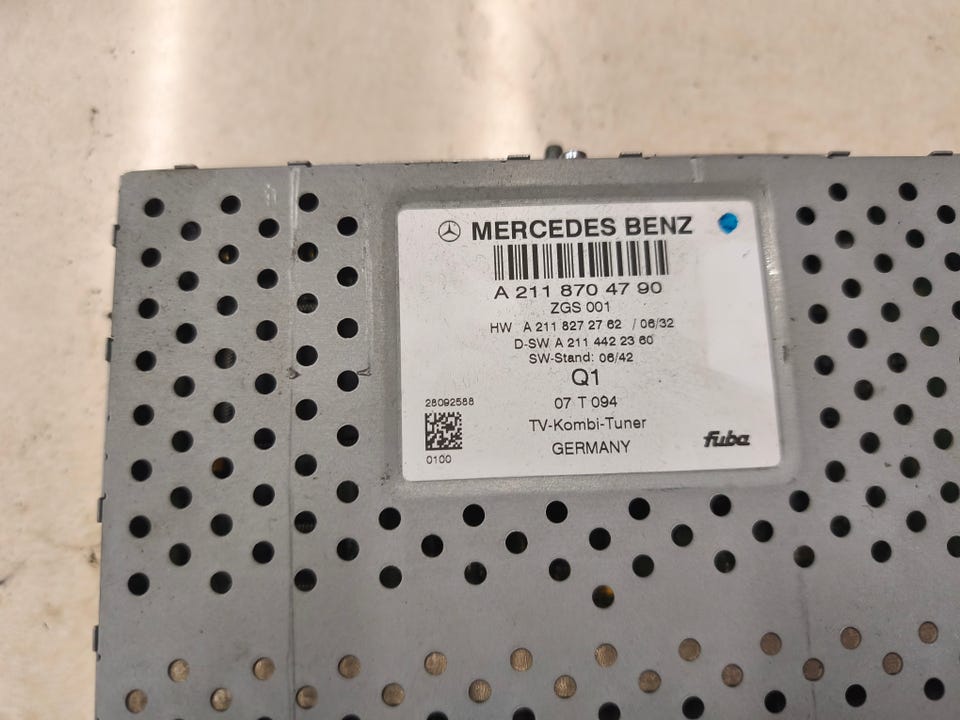 MERCEDES BENZ
A 211 870 47 90
ZGS 001
HW A 211 827 27 62 / 06/32
D-SW A 211 442 23 60
SW-Stand: 06/42
Q1
28092588
07 T 094
TV-Kombi-Tuner
0100
GERMANY
fuba